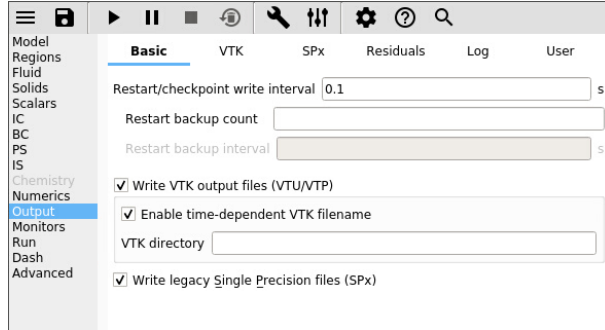 Model
Regions
Fluid
Solids
Scalars
IC
BC
PS
IS
Chemistry
Numerics
Output
Monitors
Run
Dash
Advanced
Basic VTK SPx Residuals Log User
Restart/checkpoint write interval 0.1 s
Restart backup count
Restart backup interval s
Write VTK output files (VTU/VTP)
Enable time-dependent VTK filename
VTK directory
Write legacy Single Precision files (SPx)